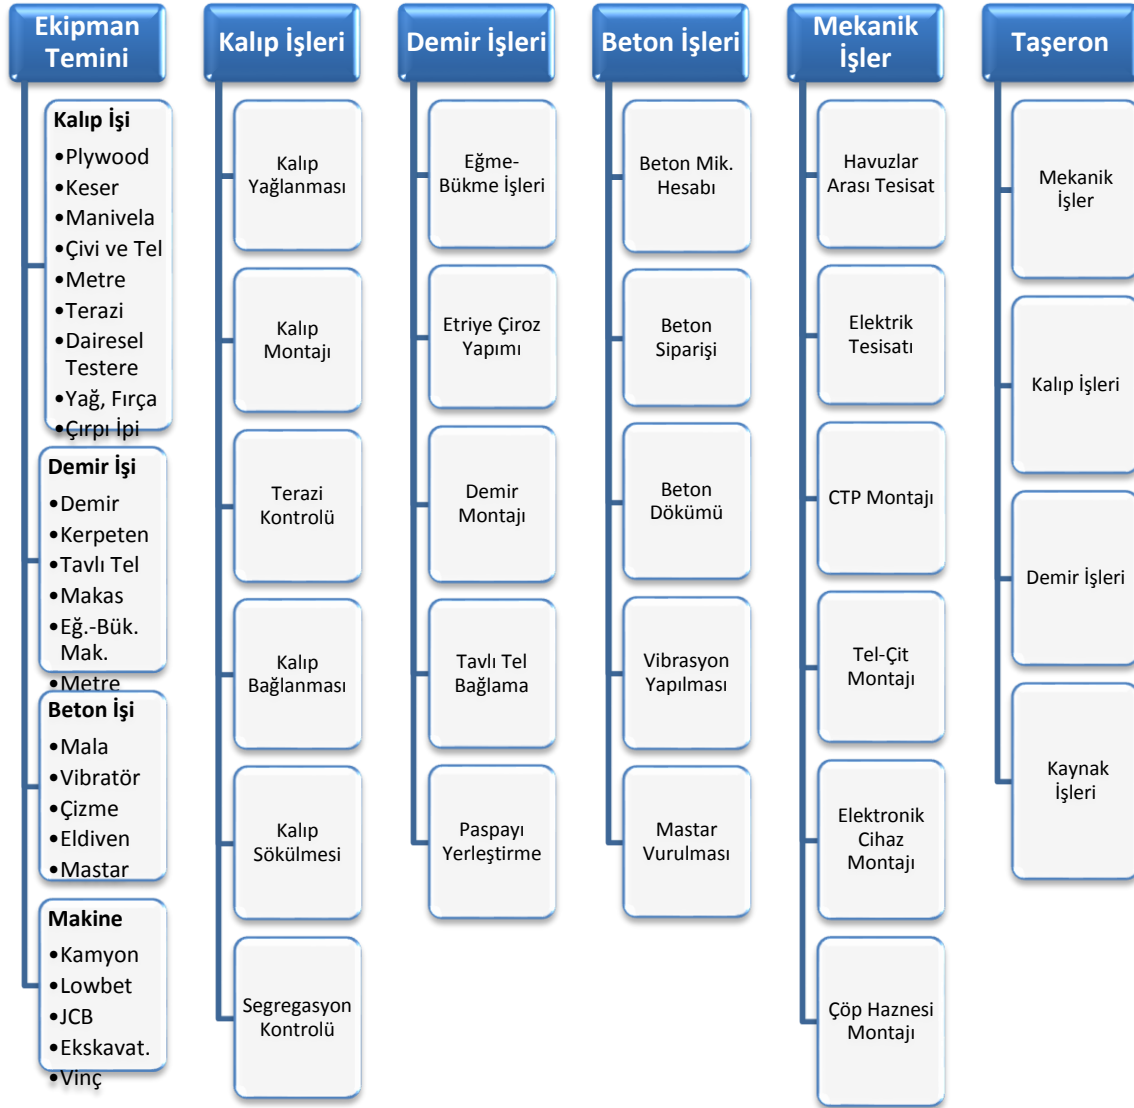 Ekipman
Temini
Kalıp İşi
•Plywood
•Keser
•Manivela
•Çivi ve Tel
•Metre
•Terazi
•Dairesel
Testere
•Yağ, Fırça
•Çırpı İpi
Demir İşi
•Demir
•Kerpeten
•Tavlı Tel
•Makas
•Eğ.-Bük.
Mak.
•Metre
Beton İşi
•Mala
•Vibratör
•Çizme
•Eldiven
•Mastar
Makine
•Kamyon
•Lowbet
•JCB
•Ekskavat.
•Vinç
Kalıp İşleri
Kalıp
Yağlanması
Kalıp
Montajı
Terazi
Kontrolü
Kalıp
Bağlanması
Kalıp
Sökülmesi
Segregasyon
Kontrolü
Demir İşleri
Eğme-
Bükme İşleri
Etriye Çiroz
Yapımı
Demir
Montajı
Tavlı Tel
Bağlama
Paspayı
Yerleştirme
Beton İşleri
Beton Mik.
Hesabı
Beton
Siparişi
Beton
Dökümü
Vibrasyon
Yapılması
Mastar
Vurulması
Mekanik
İşler
Havuzlar
Arası Tesisat
Elektrik
Tesisatı
CTP Montajı
Tel-Çit
Montajı
Elektronik
Cihaz
Montajı
Çöp Haznesi
Montajı
Taşeron
Mekanik
İşler
Kalıp İşleri
Demir İşleri
Kaynak
İşleri